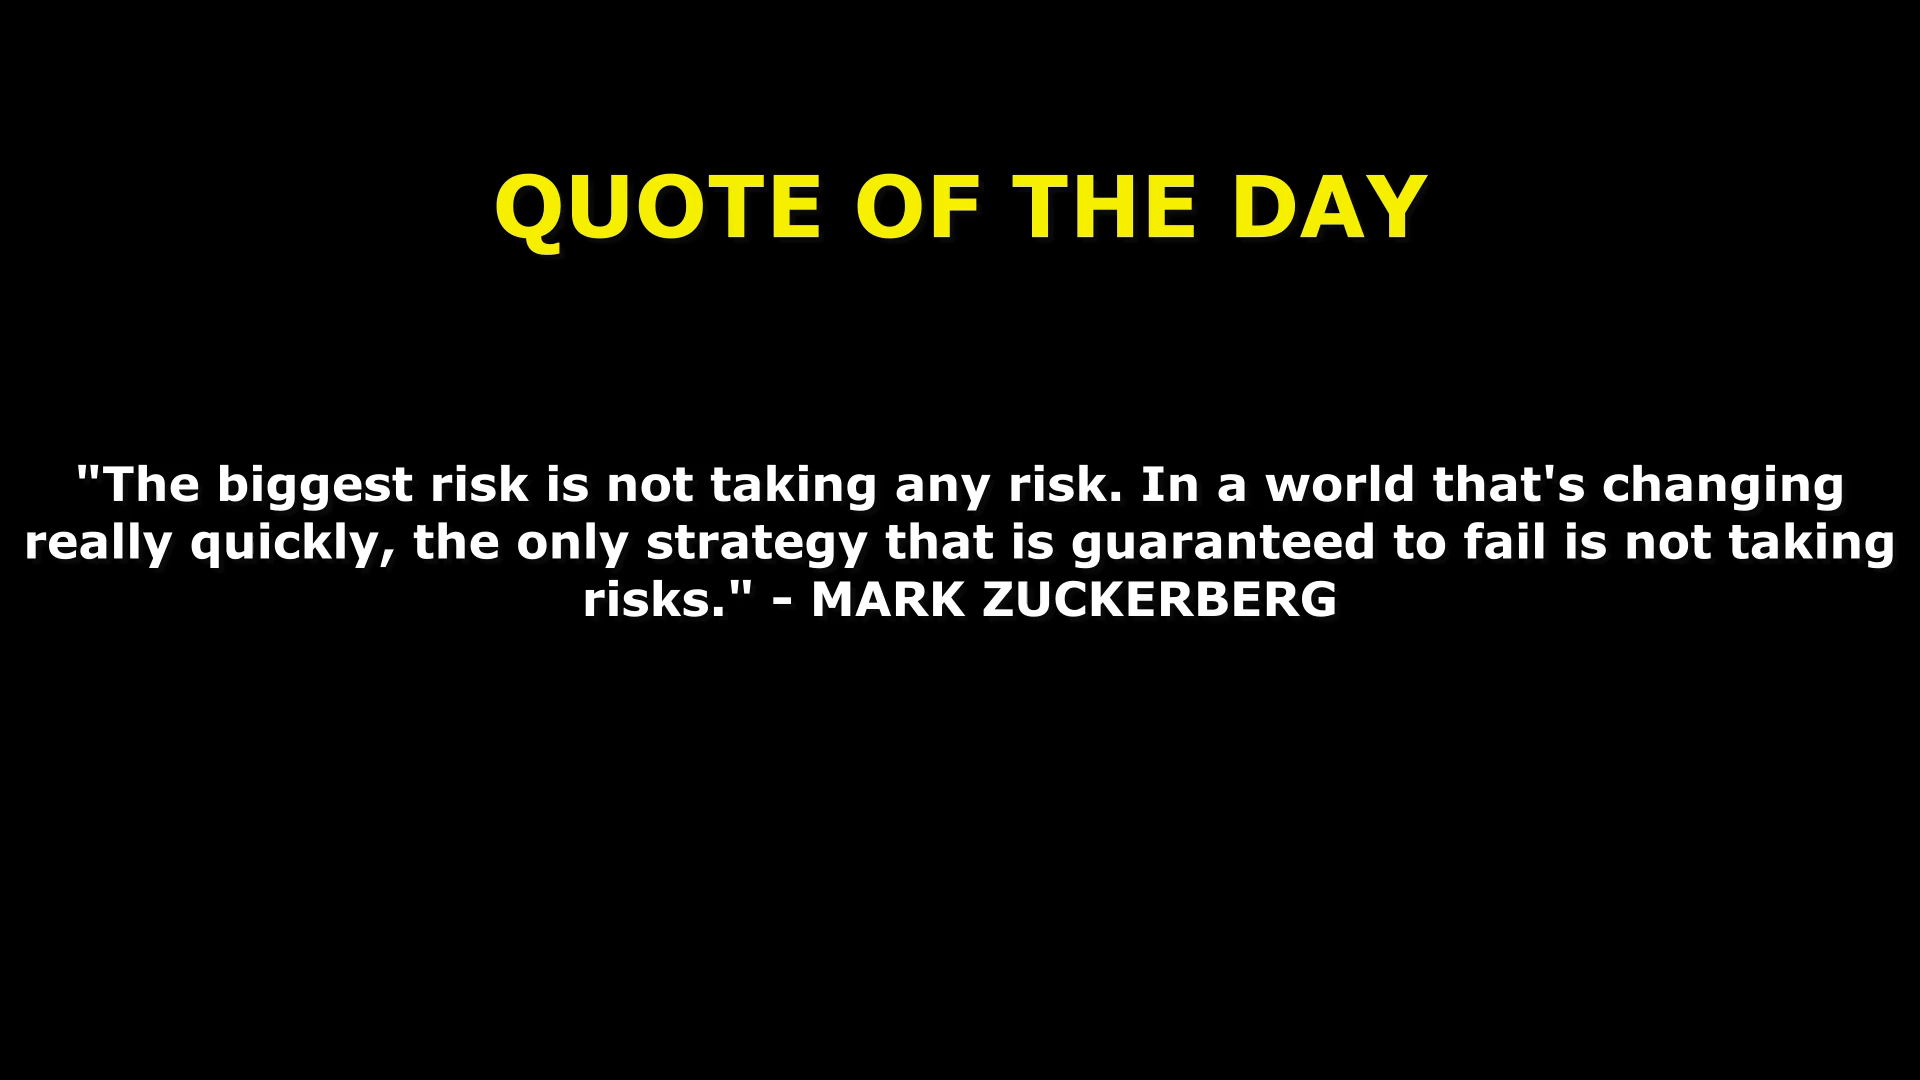 QUOTE OF THE DAY
"The biggest risk is not taking any risk. In a world that's changing
really quickly, the only strategy that is guaranteed to fail is not taking
risks." – MARK ZUCKERBERG